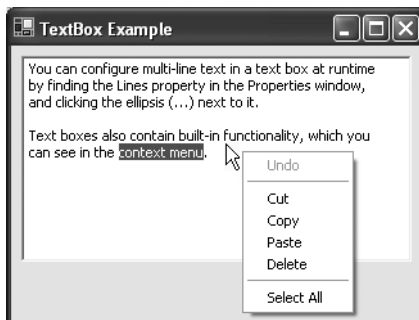 TextBox Example
You can configure multi-line text in a text box at runtime
by finding the Lines property in the Properties window,
and clicking the ellipsis (...) next to it.
Text boxes also contain built-in functionality, which you
can see in the context menu.
Undo
Cut
Copy
Paste
Delete
Select All